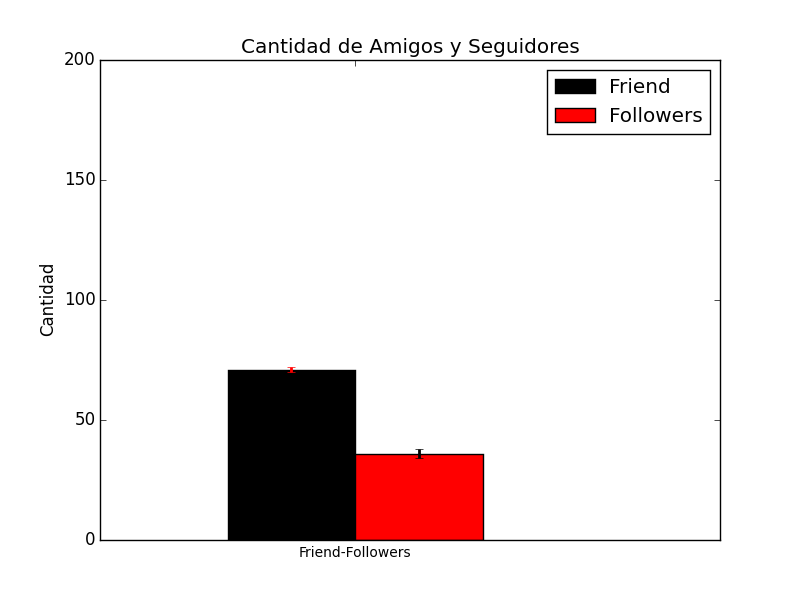 Cantidad de Amigos y Seguidores
200
150
100
50
0
Cantidad
Friend
Followers
Friend-Followers